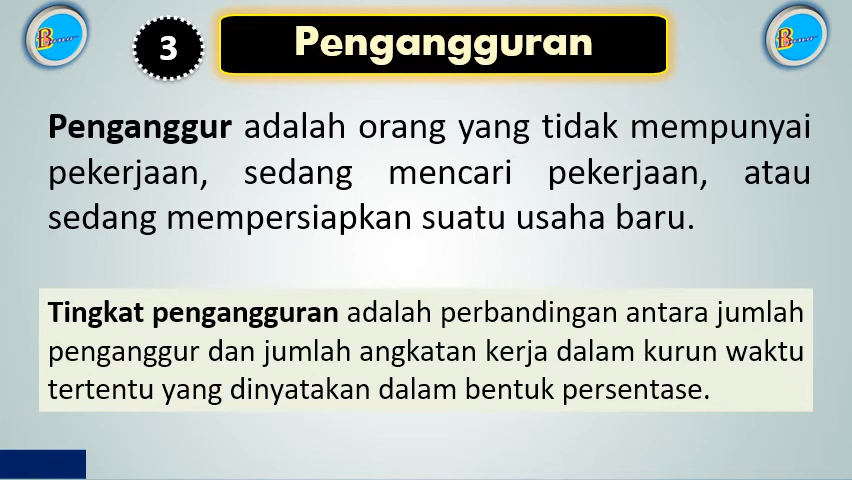 3
Pengangguran
Penganggur adalah orang yang tidak mempunyai
pekerjaan, sedang mencari pekerjaan, atau
sedang mempersiapkan suatu usaha baru.
Tingkat pengangguran adalah perbandingan antara jumlah
penganggur dan jumlah angkatan kerja dalam kurun waktu
tertentu yang dinyatakan dalam bentuk persentase.